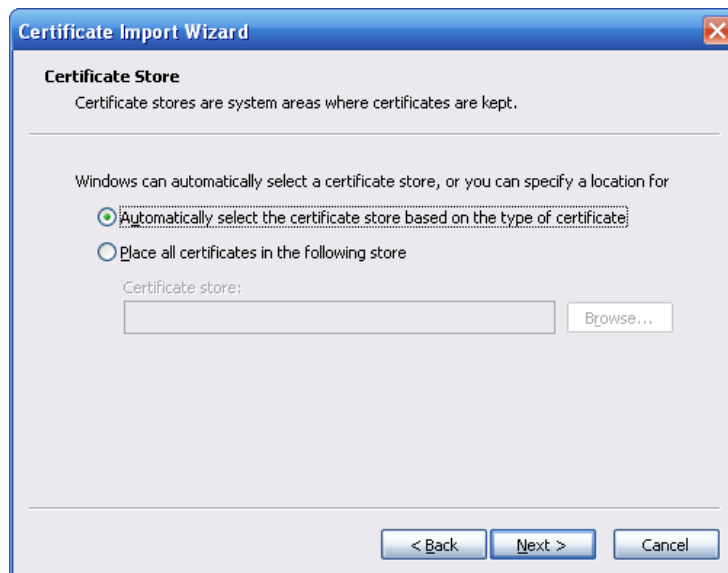 Certificate Import Wizard
Certificate Store
Certificate stores are system areas where certificates are kept.
Windows can automatically select a certificate store, or you can specify a location for
Automatically select the certificate store based on the type of certificate
Place all certificates in the following store
Certificate store:
Browse...
< Back Next > Cancel